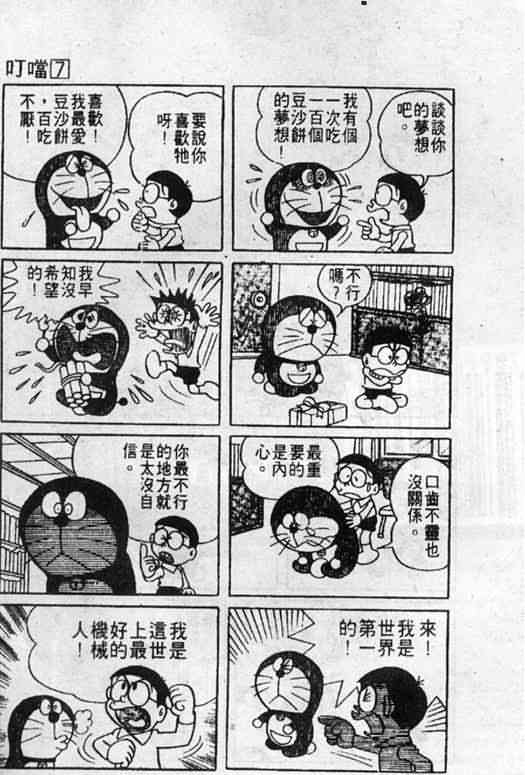 叮噹7
談談你
的夢想
吧。
我有個
一次吃
一百個
豆沙餅
的夢想!
要說你
喜歡牠
呀!
喜歡!
我最愛
豆沙餅
,百吃
不厭!
不行
嗎?
我早
知沒
希望
的!
口齒不靈也
沒關係。
最重
要的
是內
心。
你最不行
的地方就
是太沒自
信。
來!
我是
世界
第一
的!
我是
這世
上最
好的
機械
人!